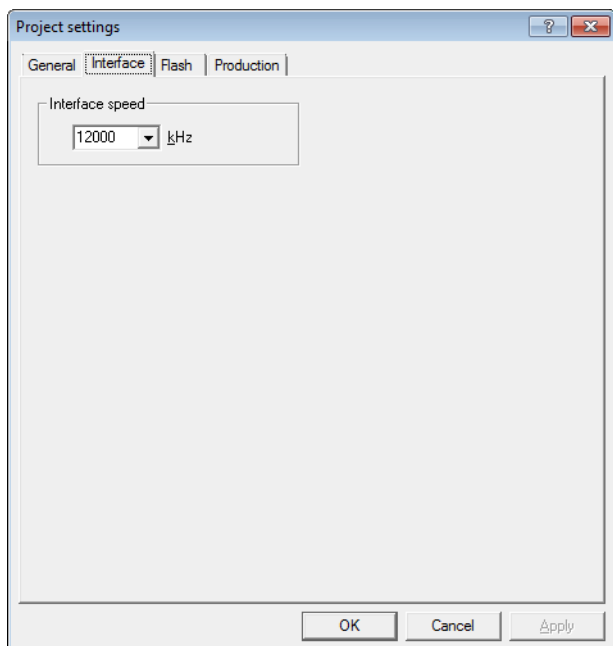 Project settings
General Interface Flash Production
Interface speed
12000 kHz
OK Cancel Apply